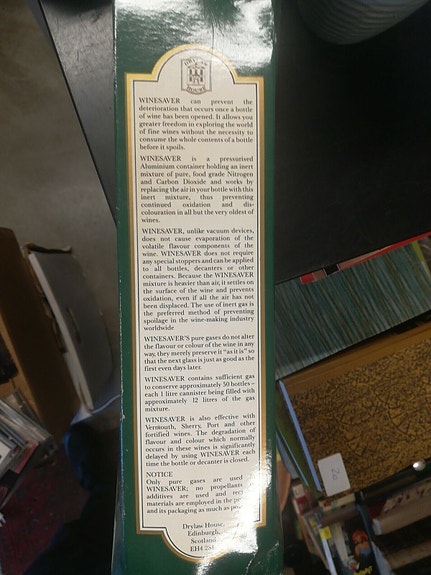 DRYLAW
HOUSE
WINESAVER can prevent the
deterioration that occurs once a bottle
of wine has been opened. It allows you
greater freedom in exploring the world
of fine wines without the necessity to
consume the whole contents of a bottle
before it spoils.
WINESAVER is a pressurised
Aluminium container holding an inert
mixture of pure, food grade Nitrogen
and Carbon Dioxide and works by
replacing the air in your bottle with this
inert mixture, thus preventing
continued oxidation and dis-
colouration in all but the very oldest of
wines.
WINESAVER, unlike vacuum devices,
does not cause evaporation of the
volatile flavour components of the
wine. WINESAVER does not require
any special stoppers and can be applied
to all bottles, decanters or other
containers. Because the WINESAVER
mixture is heavier than air, it settles on
the surface of the wine and prevents
oxidation, even if all the air has not
been displaced. The use of inert gas is
the preferred method of preventing
spoilage in the wine-making industry
worldwide
WINESAVER'S pure gases do not alter
the flavour or colour of the wine in any
way, they merely preserve it "as it is" so
that the next glass is just as good as the
first even days later.
WINESAVER contains sufficient gas
to conserve approximately 50 bottles –
each 1 litre cannister being filled with
approximately 12 litres of the gas
mixture.
WINESAVER is also effective with
Vermouth, Sherry, Port and other
fortified wines. The degradation of
flavour and colour which normally
occurs in these wines is significantly
delayed by using WINESAVER each
time the bottle or decanter is closed.
NOTICE
Only pure gases are used
WINESAVER; no propellants
additives are used and
materials are employed in the
and its packaging as much as
Drylaw House,
Edinburgh
Scotland
EH4